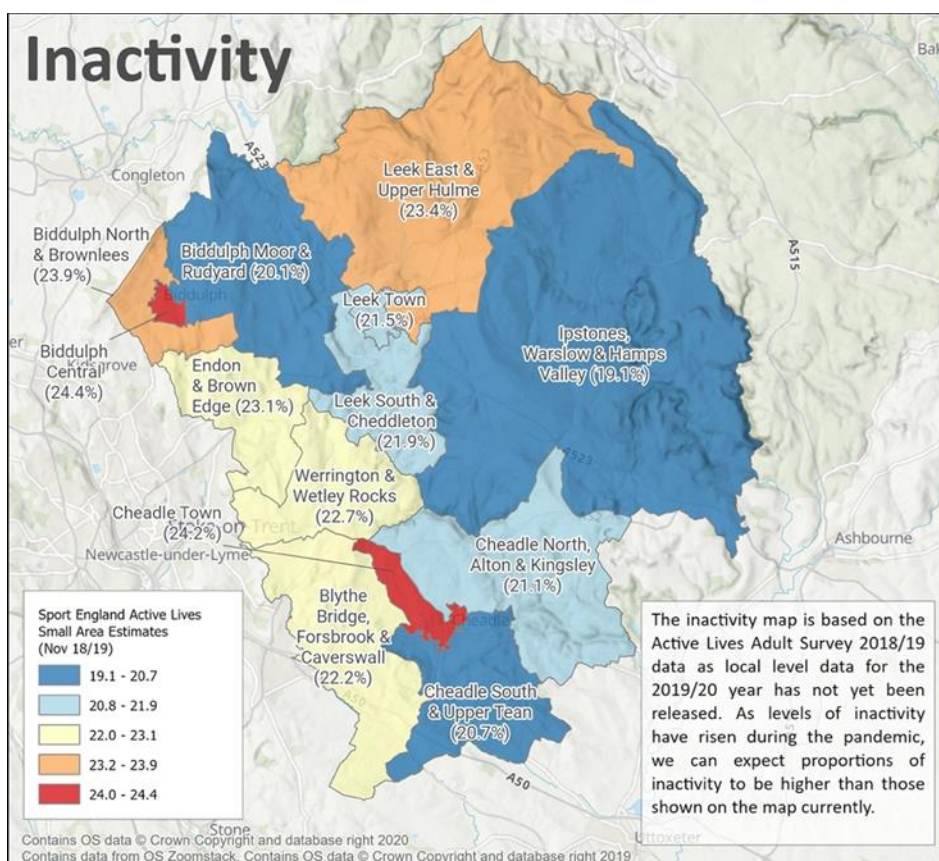 Inactivity
Bak
A523
Congleton
A53
Leek East &
Upper Hulme
(23.4%)
Biddulph North
& Brownlees
(23.9%)
Biddulph Moor &
Rudyard (20.1%)
Biddulph
A515
Leek Town
(21.5%)
Ipstones,
Warslow & Hamps
Valley (19.1%)
Biddulph
Central
(24.4%)
Kidsgrove
Endon
& Brown
Edge (23.1%)
Leek South &
Cheddleton
(21.9%)
A523
Werrington &
Wetley Rocks
(22.7%)
Cheadle Town
(24.2%)
Stoke-on-Trent
Newcastle-under-Lyme
Cheadle North,
Alton & Kingsley
(21.1%)
Ashbourne
Blythe
Bridge,
Forsbrook &
Caverswall
(22.2%)
Cheadle
A50
Cheadle South
& Upper Tean
(20.7%)
A50
Sport England Active Lives
Small Area Estimates
(Nov 18/19)
19.1 - 20.7
20.8 - 21.9
22.0 - 23.1
23.2 - 23.9
24.0 - 24.4
The inactivity map is based on the
Active Lives Adult Survey 2018/19
data as local level data for the
2019/20 year has not yet been
released. As levels of inactivity
have risen during the pandemic,
we can expect proportions of
inactivity to be higher than those
shown on the map currently.
Stone
Uttoxeter
Contains OS data © Crown Copyright and database right 2020
Contains data from OS Zoomstack. Contains OS data © Crown Copyright and database right 2019